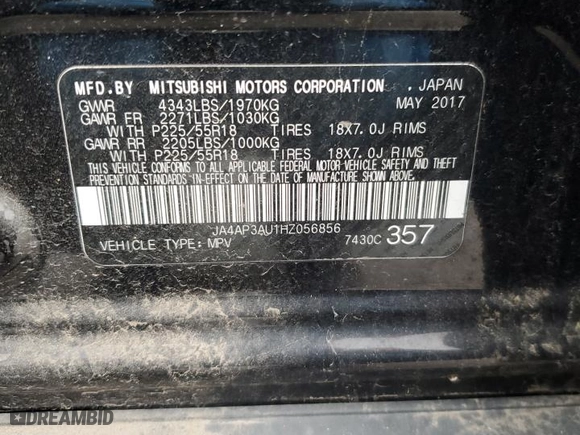 MFD.BY MITSUBISHI MOTORS CORPORATION . JAPAN
GVWR 4343LBS/1970KG MAY 2017
GAWR FR 2271LBS/1030KG
WITH P225/55R18 TIRES 18X7.0J RIMS
GAWR RR 2205LBS/1000KG
WITH P225/55R18 TIRES 18X7.0J RIMS
THIS VEHICLE CONFORMS TO ALL APPLICABLE FEDERAL MOTOR VEHICLE SAFETY AND THEFT
PREVENTION STANDARDS IN-EFFECT ON THE DATE OF MANUFACTURE SHOWN ABOVE.
JA4AP3AU1HZ056856
VEHICLE TYPE: MPV 7430C 357
DREAMBID